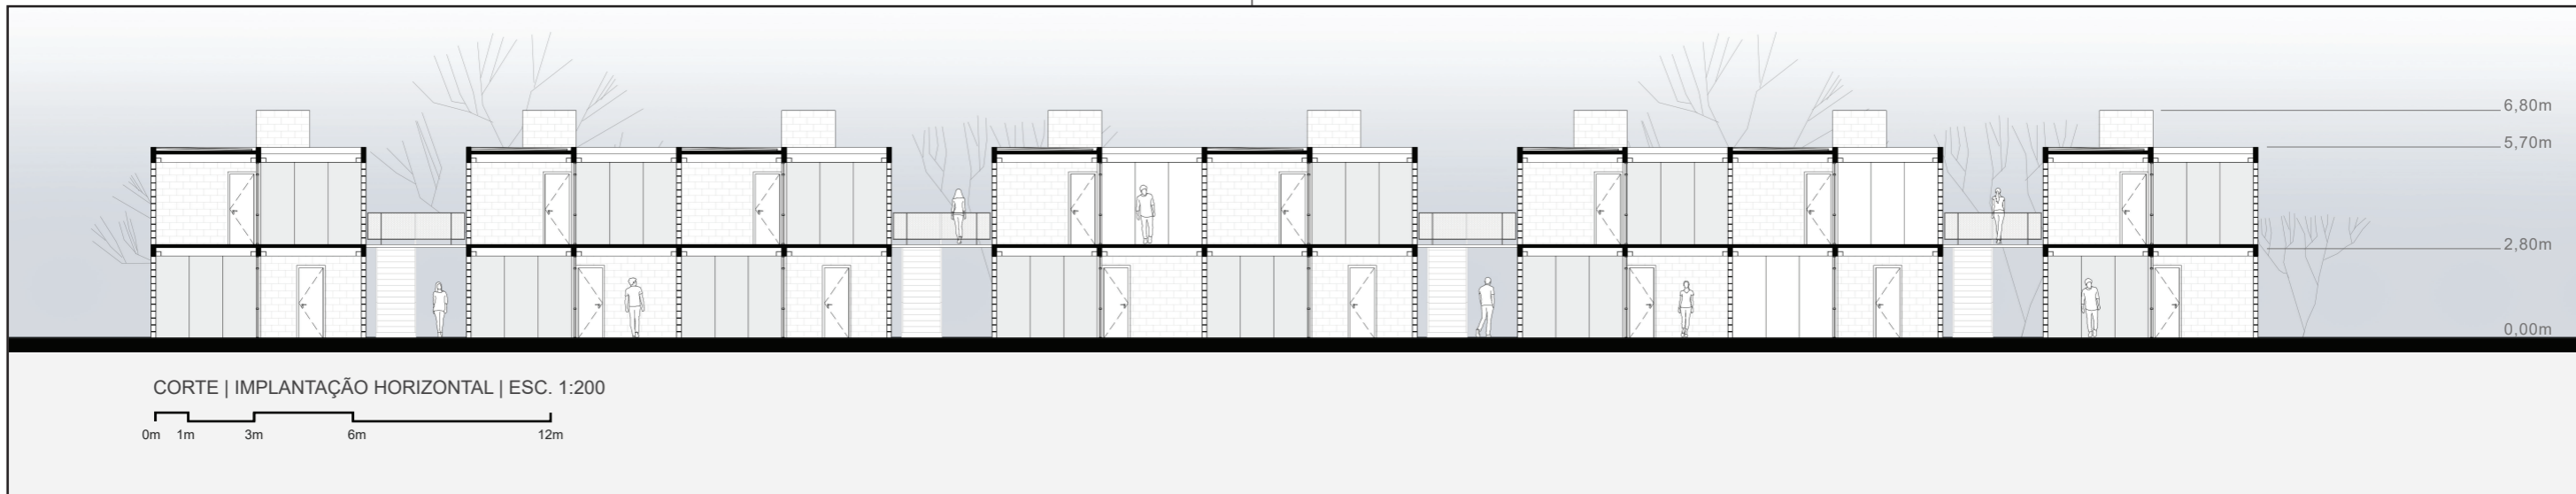 6,80m
5,70m
2,80m
0,00m
CORTE | IMPLANTAÇÃO HORIZONTAL | ESC. 1:200
0m 1m 3m 6m 12m